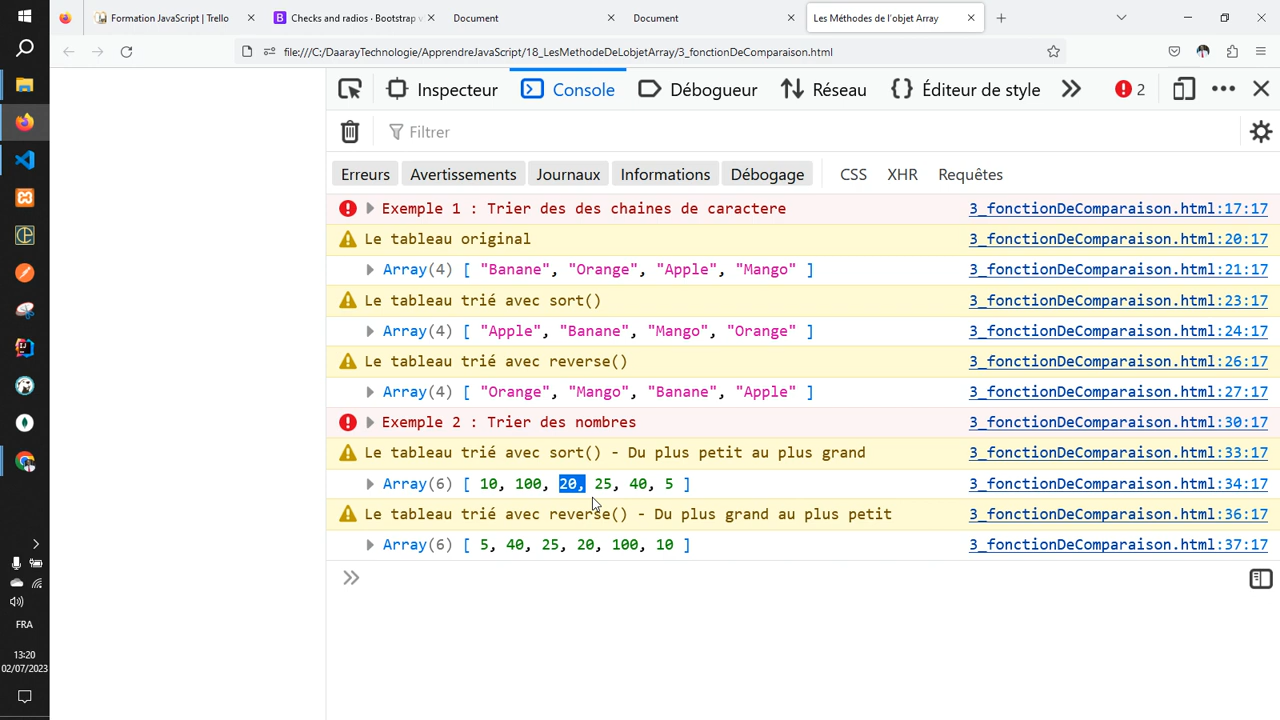 Formation JavaScript | Trello
Checks and radios · Bootstrap v
Document
Document
Les Méthodes de l'objet Array
file:///C:/DaarayTechnologie/ApprendreJavaScript/18_LesMethodeDeLobjetArray/3_fonctionDeComparaison.html
Inspecteur
Console
Débogueur
Réseau
Éditeur de style
2
Filtrer
Erreurs
Avertissements
Journaux
Informations
Débogage
CSS
XHR
Requêtes
Exemple 1 : Trier des des chaines de caractere 3_fonctionDeComparaison.html:17:17
Le tableau original 3_fonctionDeComparaison.html:20:17
Array(4) [ "Banane", "Orange", "Apple", "Mango" ] 3_fonctionDeComparaison.html:21:17
Le tableau trié avec sort() 3_fonctionDeComparaison.html:23:17
Array(4) [ "Apple", "Banane", "Mango", "Orange" ] 3_fonctionDeComparaison.html:24:17
Le tableau trié avec reverse() 3_fonctionDeComparaison.html:26:17
Array(4) [ "Orange", "Mango", "Banane", "Apple" ] 3_fonctionDeComparaison.html:27:17
Exemple 2 : Trier des nombres 3_fonctionDeComparaison.html:30:17
Le tableau trié avec sort() - Du plus petit au plus grand 3_fonctionDeComparaison.html:33:17
Array(6) [ 10, 100, 20, 25, 40, 5 ] 3_fonctionDeComparaison.html:34:17
Le tableau trié avec reverse() - Du plus grand au plus petit 3_fonctionDeComparaison.html:36:17
Array(6) [ 5, 40, 25, 20, 100, 10 ] 3_fonctionDeComparaison.html:37:17
FRA
13:20
02/07/2023